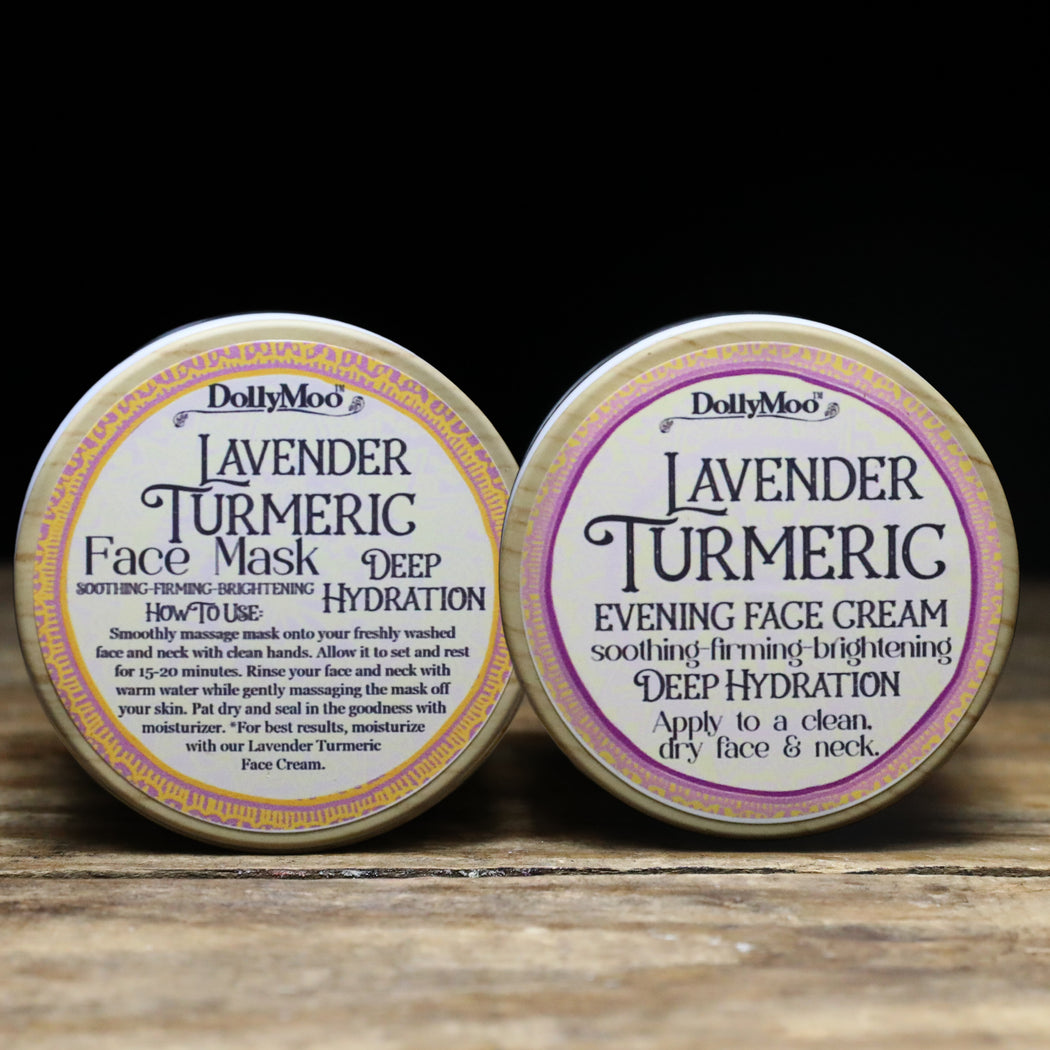 DollyMoo™
LAVENDER
TURMERIC
Face Mask
SOOTHING-FIRMING-BRIGHTENING
DEEP
HYDRATION
HOW TO USE:
Smoothly massage mask onto your freshly washed
face and neck with clean hands. Allow it to set and rest
for 15-20 minutes. Rinse your face and neck with
warm water while gently massaging the mask off
your skin. Pat dry and seal in the goodness with
moisturizer. *For best results, moisturize
with our Lavender Turmeric
Face Cream.
DollyMoo™
LAVENDER
TURMERIC
EVENING FACE CREAM
soothing-firming-brightening
DEEP HYDRATION
Apply to a clean.
dry face & neck.